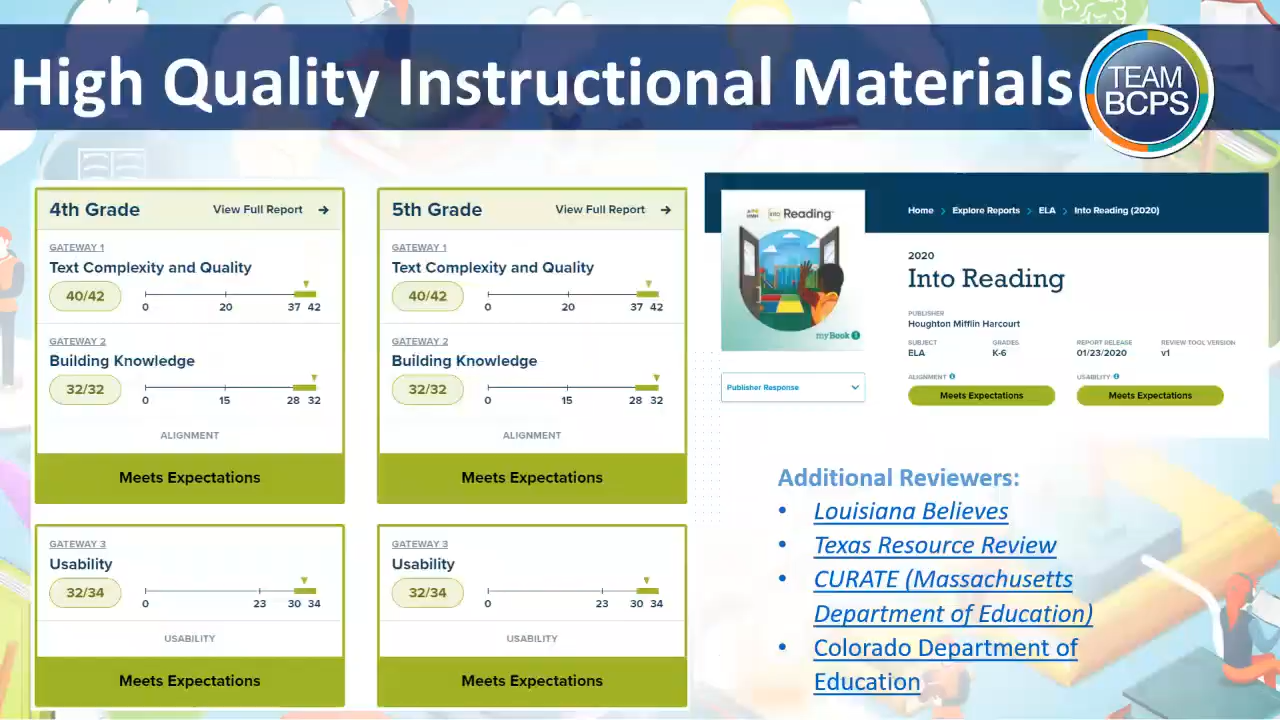 High Quality Instructional Materials
TEAM
BCPS
4th Grade
View Full Report →
GATEWAY 1
Text Complexity and Quality
40/42
0 20 37 42
GATEWAY 2
Building Knowledge
32/32
0 15 28 32
ALIGNMENT
Meets Expectations
GATEWAY 3
Usability
32/34
0 23 30 34
USABILITY
Meets Expectations
5th Grade
View Full Report →
GATEWAY 1
Text Complexity and Quality
40/42
0 20 37 42
GATEWAY 2
Building Knowledge
32/32
0 15 28 32
ALIGNMENT
Meets Expectations
GATEWAY 3
Usability
32/34
0 23 30 34
USABILITY
Meets Expectations
INTO Reading
myBook 1
Publisher Response
Home > Explore Reports > ELA > Into Reading (2020)
2020
Into Reading
PUBLISHER
Houghton Mifflin Harcourt
SUBJECT GRADES REPORT RELEASE REVIEW TOOL VERSION
ELA K-6 01/23/2020 v1
ALIGNMENT USABILITY
Meets Expectations Meets Expectations
Additional Reviewers:
• Louisiana Believes
• Texas Resource Review
• CURATE (Massachusetts
Department of Education)
• Colorado Department of
Education